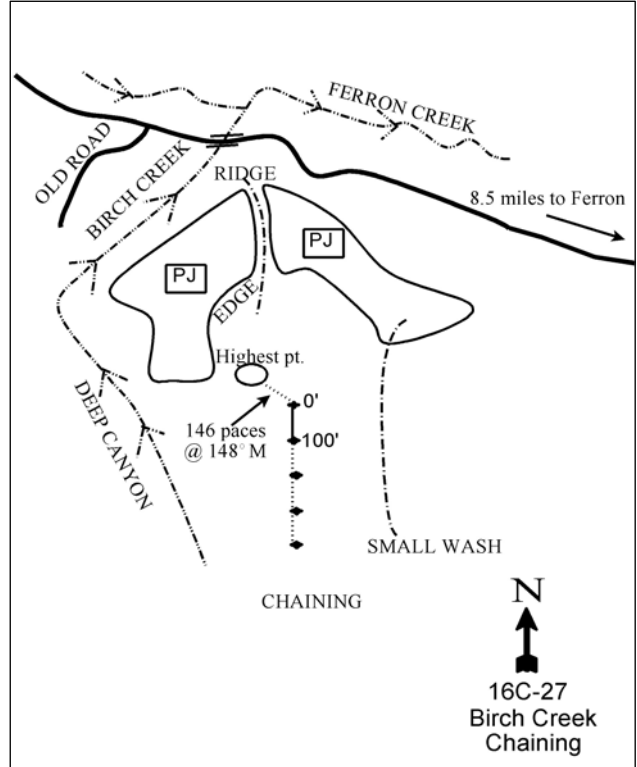 FERRON CREEK
OLD ROAD
BIRCH CREEK
RIDGE
8.5 miles to Ferron
PJ
PJ
EDGE
Highest pt.
0'
146 paces
@ 148° M
100'
DEEP CANYON
SMALL WASH
CHAINING
N
16C-27
Birch Creek
Chaining